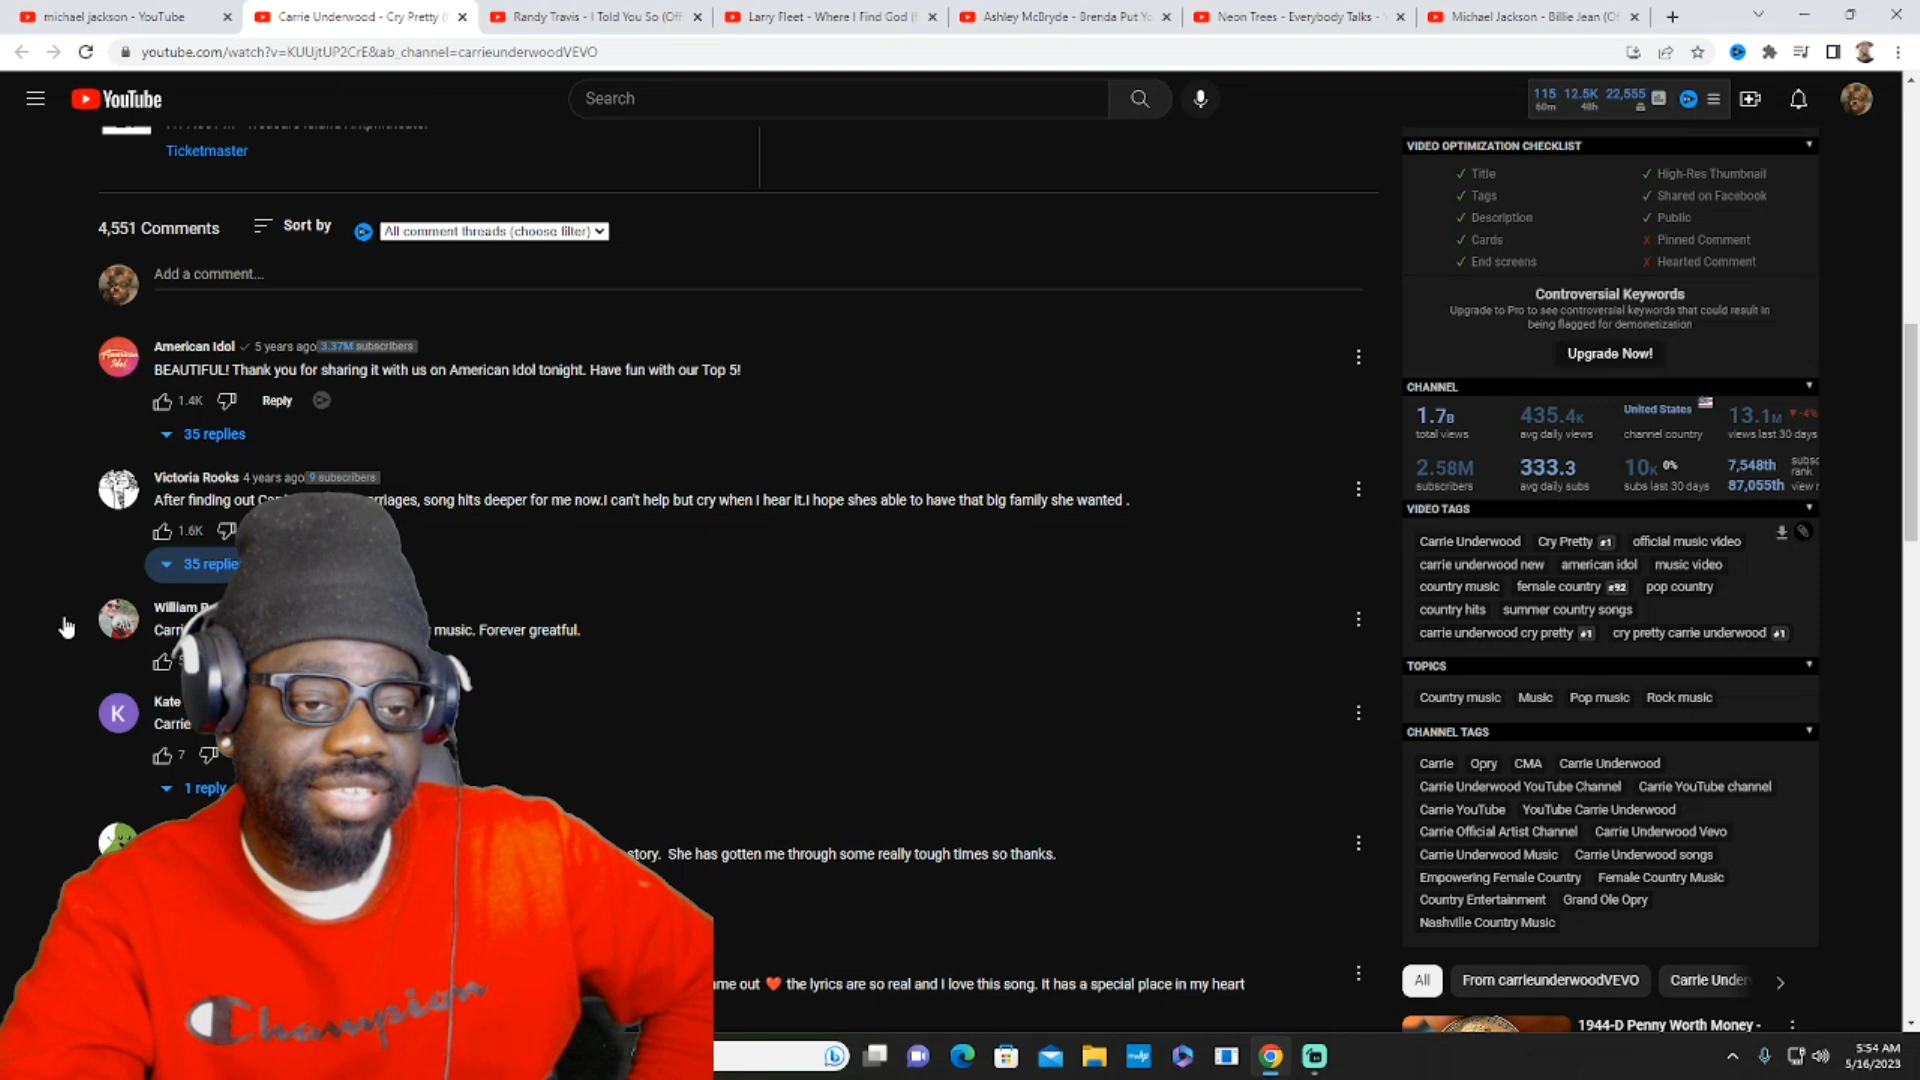 michael jackson - YouTube
Carrie Underwood - Cry Pretty (
Randy Travis - I Told You So (Off
Larry Fleet - Where I Find God (
Ashley McBryde - Brenda Put Yo
Neon Trees - Everybody Talks -
Michael Jackson - Billie Jean (Of
youtube.com/watch?v=KUUjtUP2CrE&ab_channel=carrieunderwoodVEVO
YouTube
Search
115 12.5K 22,555
60m 48h
Ticketmaster
4,551 Comments
Sort by
All comment threads (choose filter)
Add a comment...
American Idol 5 years ago 3.37M subscribers
BEAUTIFUL! Thank you for sharing it with us on American Idol tonight. Have fun with our Top 5!
1.4K
Reply
35 replies
Victoria Rooks 4 years ago 9 subscribers
After finding out riages, song hits deeper for me now.I can't help but cry when I hear it.I hope shes able to have that big family she wanted .
1.6K
35 replie
William
Carri music. Forever greatful.
Kate
Carrie
K
7
1 reply
story. She has gotten me through some really tough times so thanks.
me out ❤️ the lyrics are so real and I love this song. It has a special place in my heart
VIDEO OPTIMIZATION CHECKLIST
✓ Title
✓ High-Res Thumbnail
✓ Tags
✓ Shared on Facebook
✓ Description
✓ Public
✓ Cards
✗ Pinned Comment
✓ End screens
✗ Hearted Comment
Controversial Keywords
Upgrade to Pro to see controversial keywords that could result in
being flagged for demonetization
Upgrade Now!
CHANNEL
1.7B
total views
435.4K
avg daily views
United States
channel country
13.1M -4%
views last 30 days
2.58M
subscribers
333.3
avg daily subs
10K 0%
subs last 30 days
7,548th subsc
rank
87,055th view r
VIDEO TAGS
Carrie Underwood Cry Pretty #1 official music video
carrie underwood new american idol music video
country music female country #92 pop country
country hits summer country songs
carrie underwood cry pretty #1 cry pretty carrie underwood #1
TOPICS
Country music Music Pop music Rock music
CHANNEL TAGS
Carrie Opry CMA Carrie Underwood
Carrie Underwood YouTube Channel Carrie YouTube channel
Carrie YouTube YouTube Carrie Underwood
Carrie Official Artist Channel Carrie Underwood Vevo
Carrie Underwood Music Carrie Underwood songs
Empowering Female Country Female Country Music
Country Entertainment Grand Ole Opry
Nashville Country Music
All
From carrieunderwoodVEVO
Carrie Under
1944-D Penny Worth Money -
Champion
5:54 AM
5/16/2023